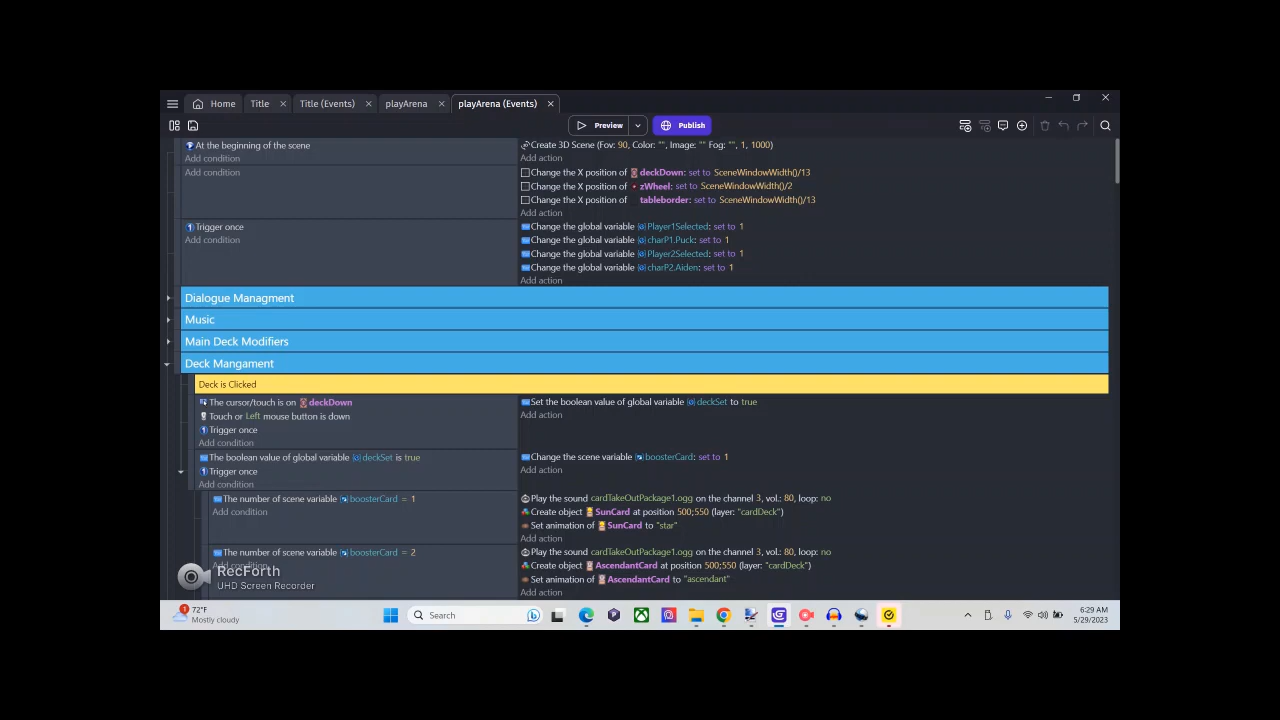 Home Title Title (Events) playArena playArena (Events)
Preview Publish
At the beginning of the scene
Add condition
Create 3D Scene (Fov: 90, Color: "", Image: "" Fog: "", 1, 1000)
Add action
Add condition
Change the X position of deckDown: set to SceneWindowWidth()/13
Change the X position of zWheel: set to SceneWindowWidth()/2
Change the X position of tableborder: set to SceneWindowWidth()/13
Add action
Trigger once
Add condition
Change the global variable Player1Selected: set to 1
Change the global variable charP1.Puck: set to 1
Change the global variable Player2Selected: set to 1
Change the global variable charP2.Aiden: set to 1
Add action
Dialogue Managment
Music
Main Deck Modifiers
Deck Mangament
Deck is Clicked
The cursor/touch is on deckDown
Touch or Left mouse button is down
Trigger once
Add condition
Set the boolean value of global variable deckSet to true
Add action
The boolean value of global variable deckSet is true
Trigger once
Add condition
Change the scene variable boosterCard: set to 1
Add action
The number of scene variable boosterCard = 1
Add condition
Play the sound cardTakeOutPackage1.ogg on the channel 3, vol.: 80, loop: no
Create object SunCard at position 500;550 (layer: "cardDeck")
Set animation of SunCard to "star"
Add action
The number of scene variable boosterCard = 2
Add condition
Play the sound cardTakeOutPackage1.ogg on the channel 3, vol.: 80, loop: no
Create object AscendantCard at position 500;550 (layer: "cardDeck")
Set animation of AscendantCard to "ascendant"
Add action
RecForth
UHD Screen Recorder
1
72°F
Mostly cloudy
Search
6:29 AM
5/29/2023